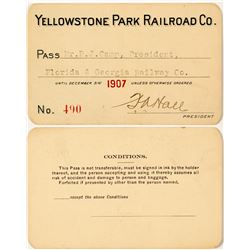 YELLOWSTONE PARK RAILROAD CO.
PASS Mr. D. J. Camp, President,
Florida & Georgia Railway Co.
UNTIL DECEMBER 31ST 1907 UNLESS OTHERWISE ORDERED
No. 490
PRESIDENT
CONDITIONS.
This Pass is not transferable, must be signed in ink by the holder
thereof, and the person accepting and using it thereby assumes all
risk of accident and damage to person and baggage.
Forfeited if presented by other than the person named.
accept the above Conditions